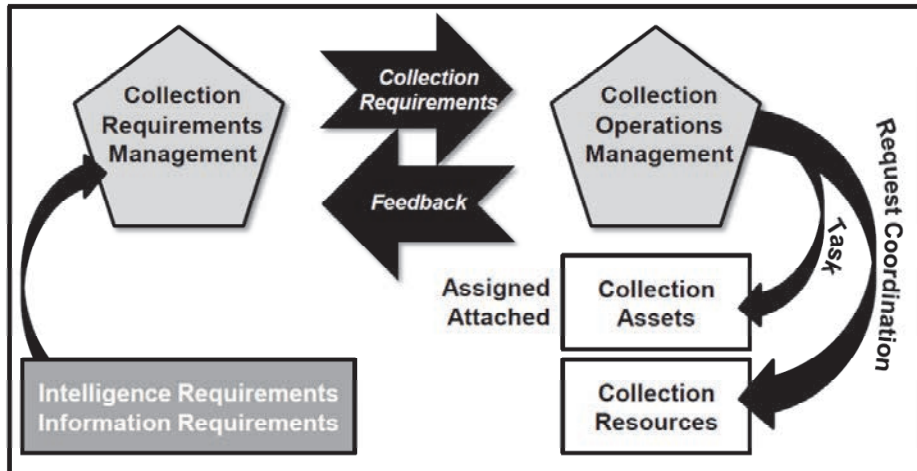 Collection
Requirements
Management
Collection
Requirements
Feedback
Collection
Operations
Management
Request Coordination
Task
Assigned
Attached
Collection
Assets
Collection
Resources
Intelligence Requirements
Information Requirements